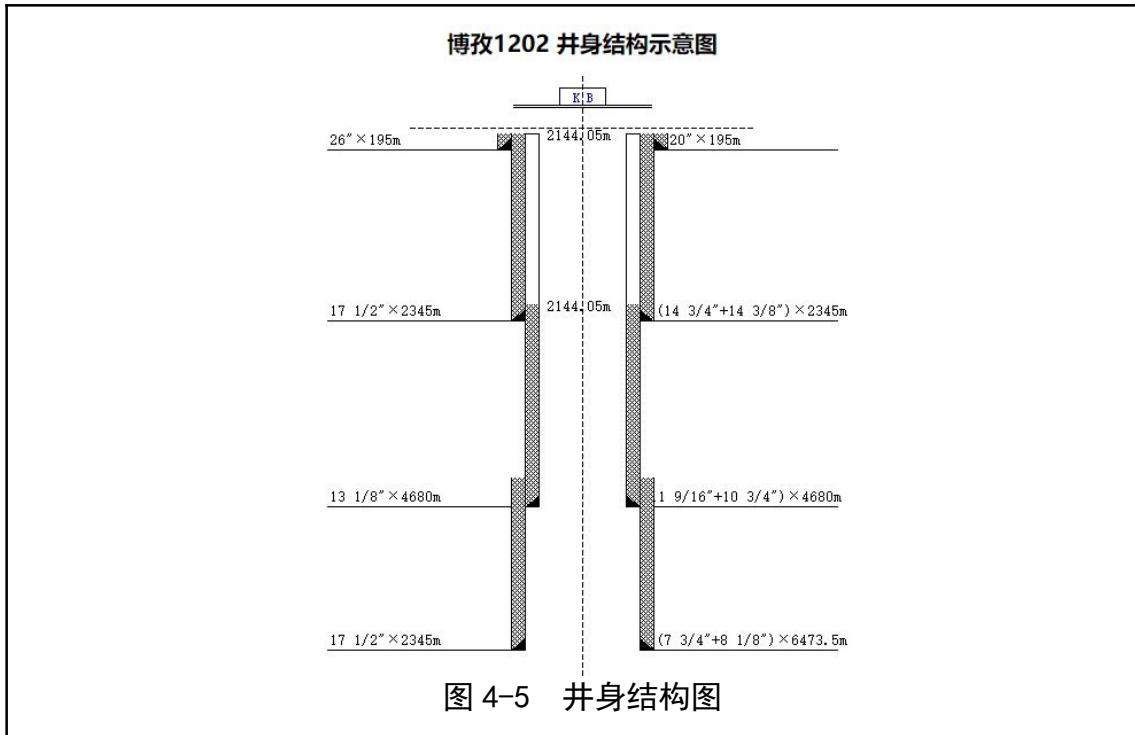 博孜1202 井身结构示意图
K B
26"×195m
2144.05m
20"×195m
17 1/2"×2345m
2144.05m
(14 3/4"+14 3/8")×2345m
13 1/8"×4680m
1 9/16"+10 3/4")×4680m
17 1/2"×2345m
(7 3/4"+8 1/8")×6473.5m
图 4-5 井身结构图